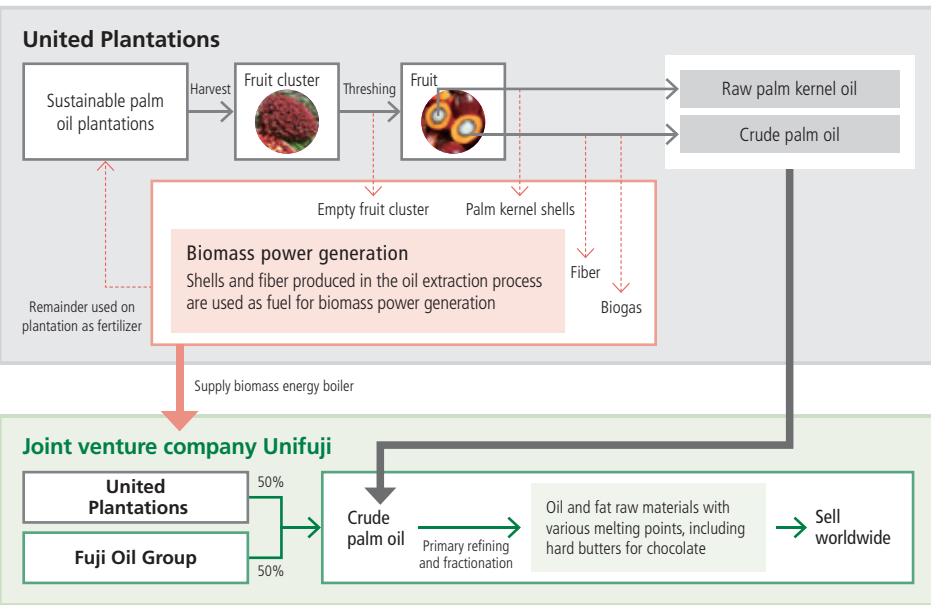 United Plantations
Sustainable palm
oil plantations
Harvest
Fruit cluster
Threshing
Fruit
Raw palm kernel oil
Crude palm oil
Empty fruit cluster
Palm kernel shells
Fiber
Biogas
Biomass power generation
Shells and fiber produced in the oil extraction process
are used as fuel for biomass power generation
Remainder used on
plantation as fertilizer
Supply biomass energy boiler
Joint venture company Unifuji
United
Plantations
50%
Fuji Oil Group
50%
Crude
palm oil
Primary refining
and fractionation
Oil and fat raw materials with
various melting points, including
hard butters for chocolate
Sell
worldwide